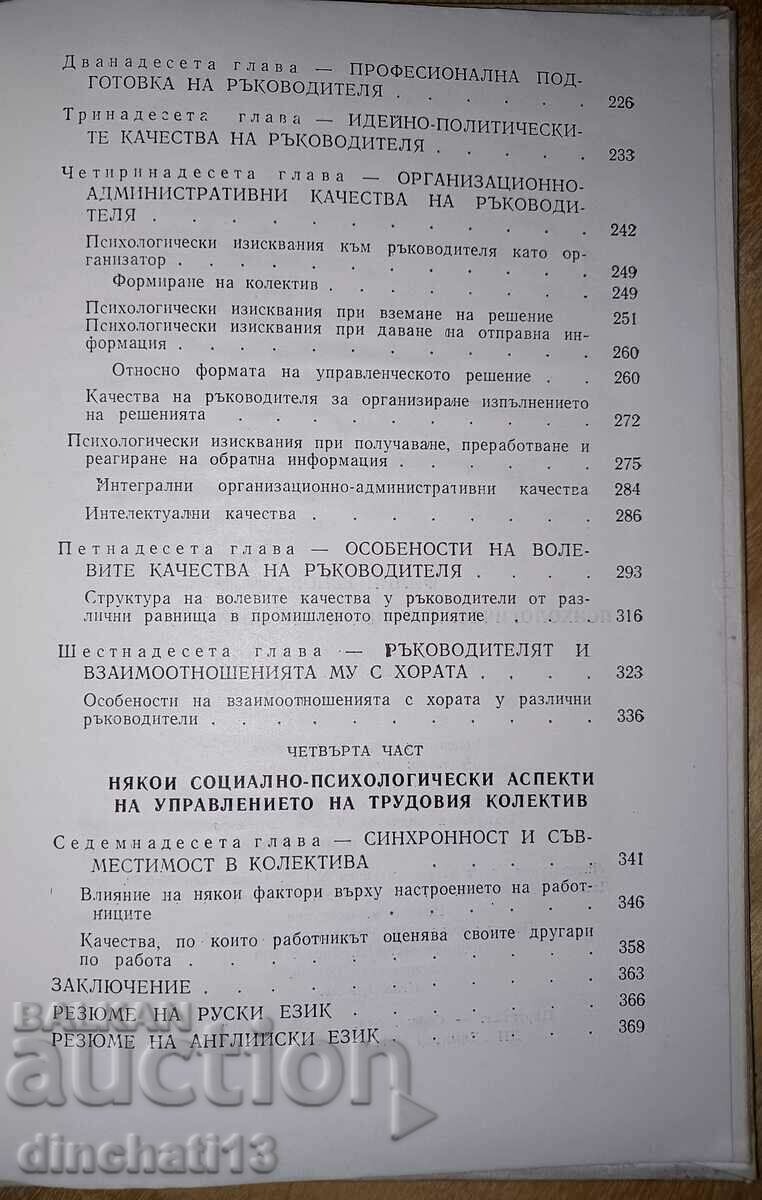 Дванадесета глава — ПРОФЕСИОНАЛНА ПОД-
ГОТОВКА НА РЪКОВОДИТЕЛЯ . . . . . . 226
Тринадесета глава — ИДЕЙНО-ПОЛИТИЧЕСКИ-
ТЕ КАЧЕСТВА НА РЪКОВОДИТЕЛЯ . . . . . 233
Четиринадесета глава — ОРГАНИЗАЦИОННО-
АДМИНИСТРАТИВНИ КАЧЕСТВА НА РЪКОВОДИ-
ТЕЛЯ . . . . . . . . . . . . 242
Психологически изисквания към ръководителя като ор-
ганизатор . . . . . . . . . . . 249
Формиране на колектив . . . . . . . 249
Психологически изисквания при вземане на решение 251
Психологически изисквания при даване на отправна ин-
формация . . . . . . . . . . . 260
Относно формата на управленческото решение . . 260
Качества на ръководителя за организиране изпълнението
на решенията . . . . . . . . . 272
Психологически изисквания при получаване, преработване и
реагиране на обратна информация . . . . . . 275
Интегрални организационно-административни качества 284
Интелектуални качества . . . . . . . 286
Петнадесета глава — ОСОБЕНОСТИ НА ВОЛЕ-
ВИТЕ КАЧЕСТВА НА РЪКОВОДИТЕЛЯ . . . . 293
Структура на волевите качества у ръководители от раз-
лични равнища в промишленото предприятие . . . 316
Шестнадесета глава — РЪКОВОДИТЕЛЯТ И
ВЗАИМООТНОШЕНИЯТА МУ С ХОРАТА . . . . 323
Особености на взаимоотношенията с хората у различни
ръководители . . . . . . . . . . 336
ЧЕТВЪРТА ЧАСТ
НЯКОИ СОЦИАЛНО-ПСИХОЛОГИЧЕСКИ АСПЕКТИ
НА УПРАВЛЕНИЕТО НА ТРУДОВИЯ КОЛЕКТИВ
Седемнадесета глава — СИНХРОННОСТ И СЪВ-
МЕСТИМОСТ В КОЛЕКТИВА . . . . . 341
Влияние на някои фактори върху настроението на работ-
ниците . . . . . . 346
Качества, по които работникът оценява своите другари
по работа . . . . . . . . . . 358
ЗАКЛЮЧЕНИЕ . . . . . . . . . . 363
РЕЗЮМЕ НА РУСКИ ЕЗИК . . . . . . . 366
РЕЗЮМЕ НА АНГЛИЙСКИ ЕЗИК . . . . . . 369
BALKAN
auction
dinchati13